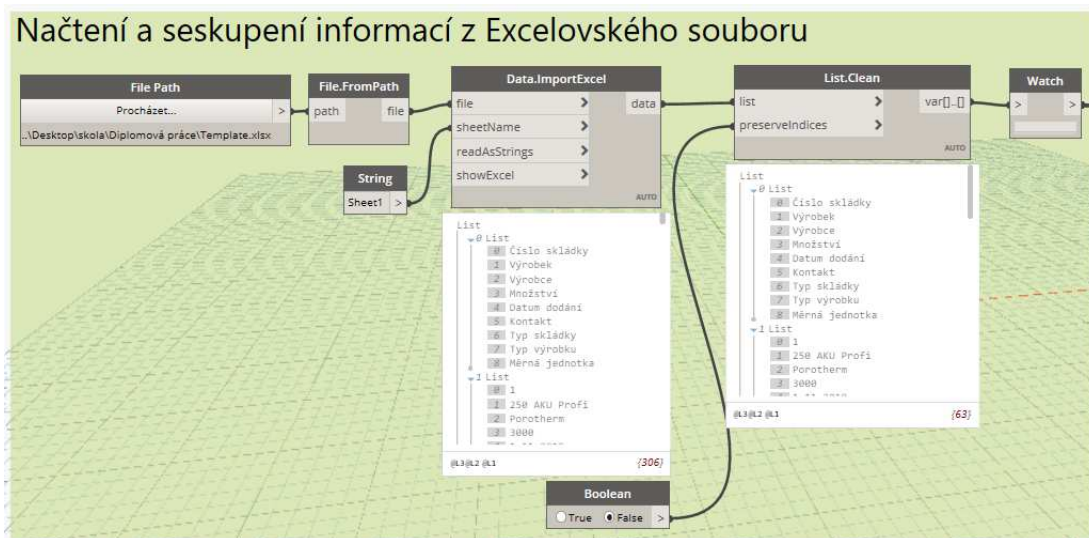 Načtení a seskupení informací z Excelovského souboru
File Path
Procházet... >
..\Desktop\skola\Diplomová práce\Template.xlsx
File.FromPath
path file
String
Sheet1 >
Data.ImportExcel
file > data
sheetName >
readAsStrings >
showExcel >
AUTO
List
0 List
0 Číslo skládky
1 Výrobek
2 Výrobce
3 Množství
4 Datum dodání
5 Kontakt
6 Typ skládky
7 Typ výrobku
8 Měrná jednotka
1 List
0 1
1 250 AKU Profi
2 Porotherm
3 3000
@L3 @L2 @L1 {306}
Boolean
True False >
List.Clean
list > var[]..[]
preserveIndices >
AUTO
List
0 List
0 Číslo skládky
1 Výrobek
2 Výrobce
3 Množství
4 Datum dodání
5 Kontakt
6 Typ skládky
7 Typ výrobku
8 Měrná jednotka
1 List
0 1
1 250 AKU Profi
2 Porotherm
3 3000
@L3 @L2 @L1 {63}
Watch
> >